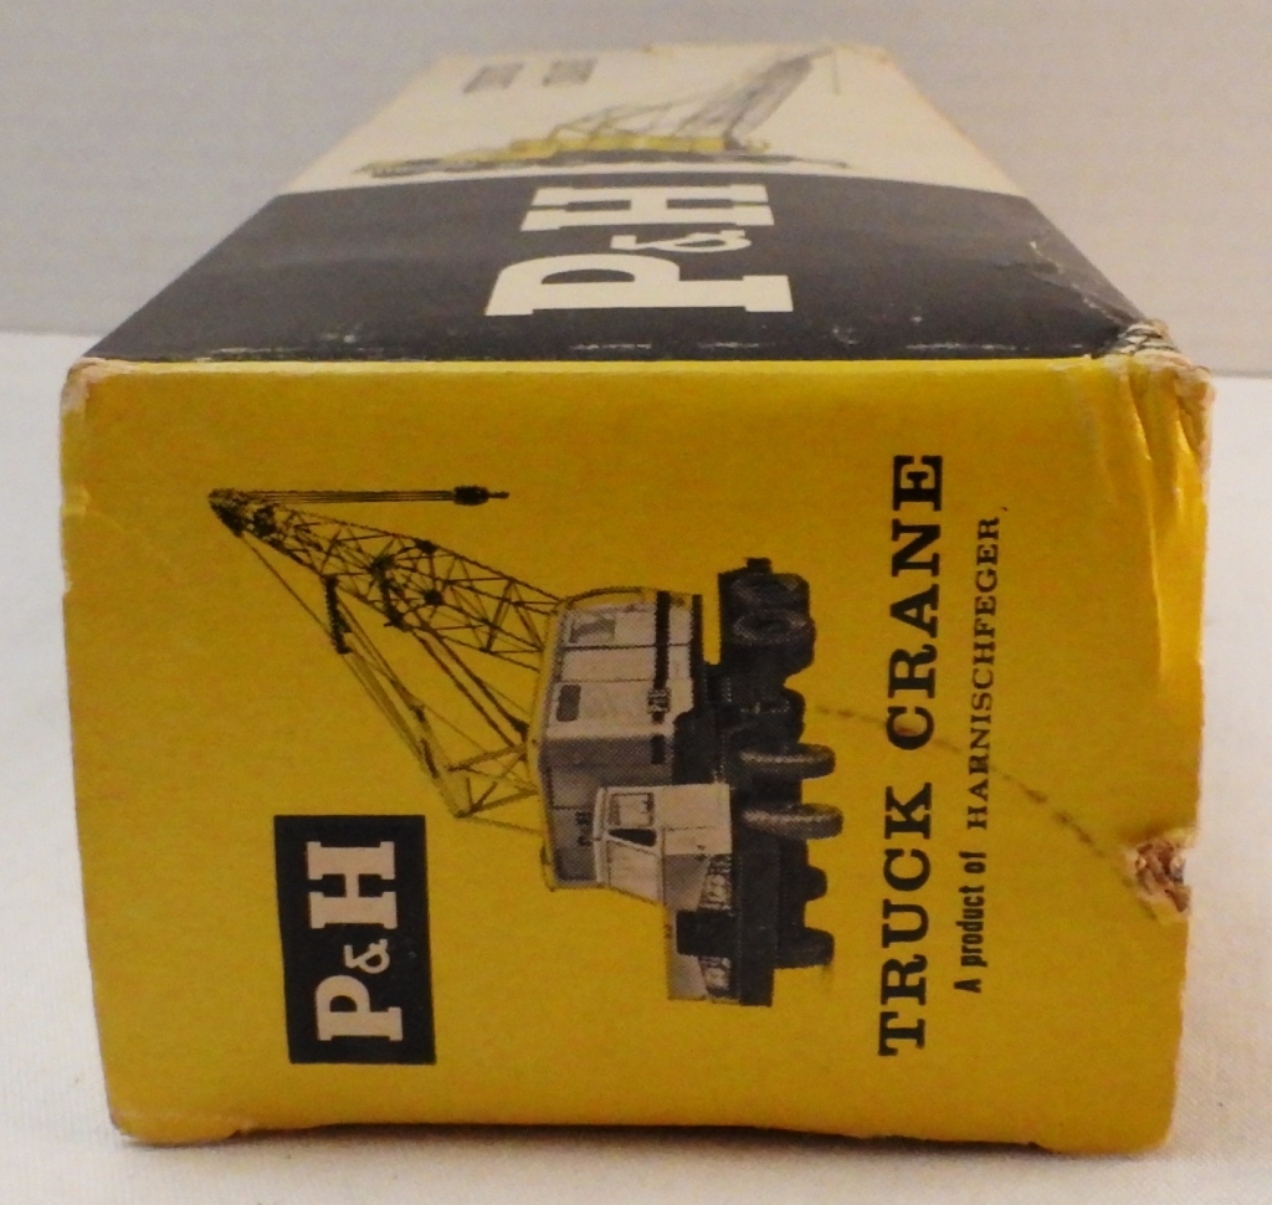 P&H
P&H
TRUCK CRANE
A product of HARNISCHFEGER,